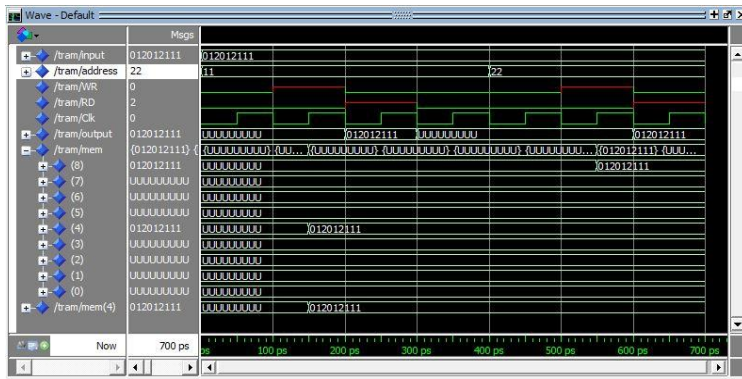 Wave - Default
Msgs
/tram/input 012012111 012012111
/tram/address 22 11 22
/tram/WR 0
/tram/RD 2
/tram/Clk 0
/tram/output 012012111 UUUUUUUUU 012012111 UUUUUUUUU 012012111
/tram/mem {012012111} { {UUUUUUUUU} {UU... {UUUUUUUUU} {UUUUUUUUU} {UUUUUUUUU} {UUUUUUUUU... {012012111} {UUU...
(8) 012012111 UUUUUUUUU 012012111
(7) UUUUUUUUU UUUUUUUUU
(6) UUUUUUUUU UUUUUUUUU
(5) UUUUUUUUU UUUUUUUUU
(4) 012012111 UUUUUUUUU 012012111
(3) UUUUUUUUU UUUUUUUUU
(2) UUUUUUUUU UUUUUUUUU
(1) UUUUUUUUU UUUUUUUUU
(0) UUUUUUUUU UUUUUUUUU
/tram/mem(4) 012012111 UUUUUUUUU 012012111
Now 700 ps ps 100 ps 200 ps 300 ps 400 ps 500 ps 600 ps 700 ps